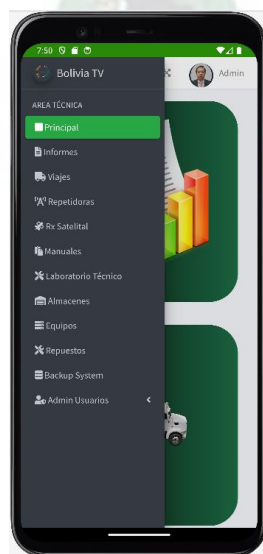 7:50
Bolivia TV
Admin
AREA TÉCNICA
Principal
Informes
Viajes
Repetidoras
Rx Satelital
Manuales
Laboratorio Técnico
Almacenes
Equipos
Repuestos
Backup System
Admin Usuarios